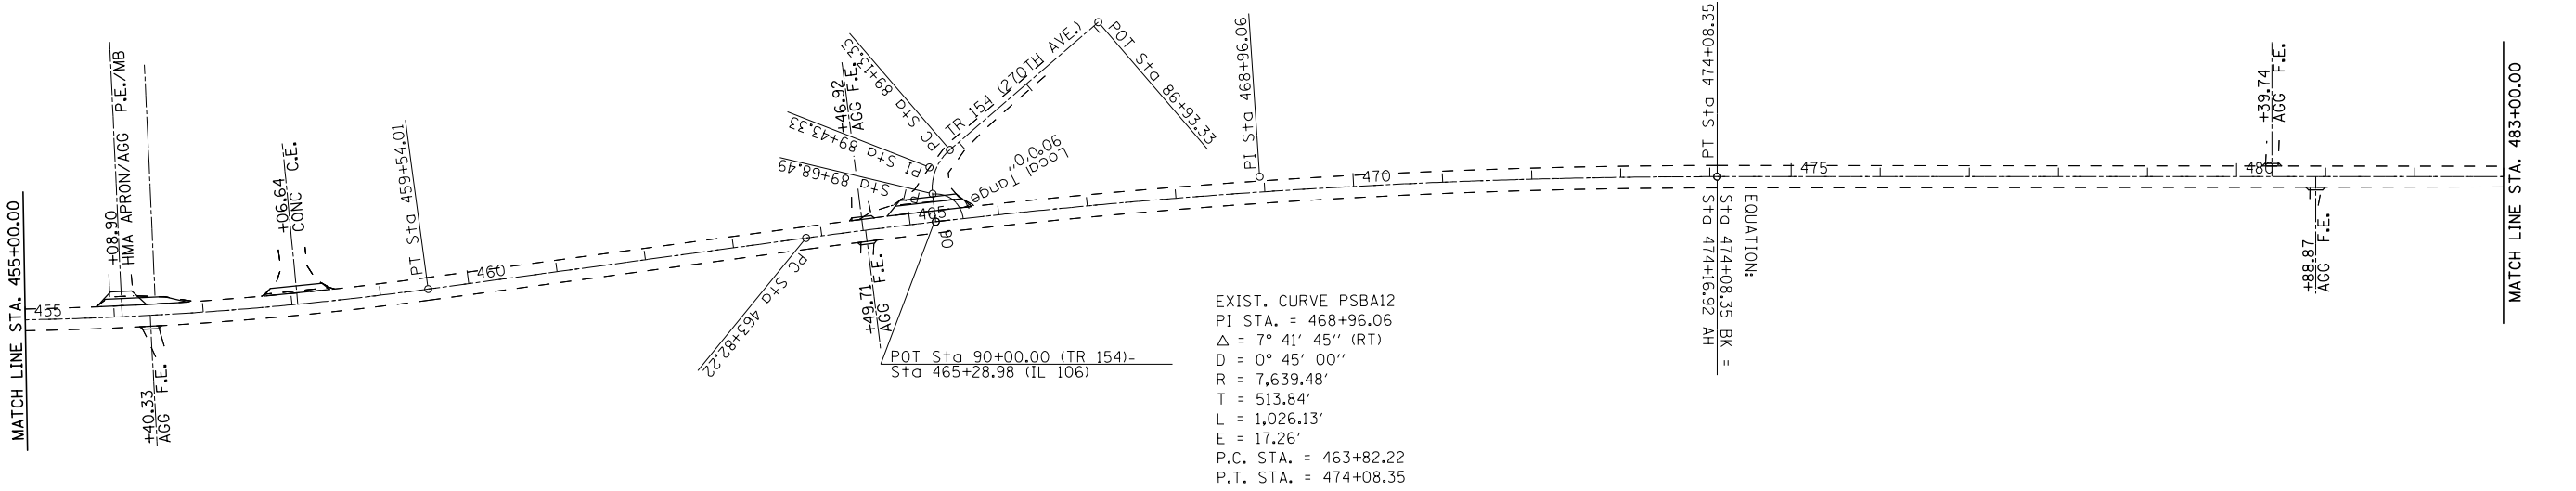 MATCH LINE STA. 455+00.00
455
+08.90
HMA APRON/AGG P.E./MB
+40.33
AGG F.E.
+06.64
CONC C.E.
PT Sta 459+54.01
460
PC Sta 463+82.22
+46.92
AGG F.E.
+49.71
AGG F.E.
PC Sta 89+13.33
PI Sta 89+43.33
Sta 89+68.49
TR 154 (270TH AVE.)
POT Sta 86+93.33
90°0'0"
Local Tange
465
90
POT Sta 90+00.00 (TR 154)=
Sta 465+28.98 (IL 106)
PI Sta 468+96.06
470
EXIST. CURVE PSBA12
PI STA. = 468+96.06
△ = 7° 41' 45" (RT)
D = 0° 45' 00"
R = 7,639.48'
T = 513.84'
L = 1,026.13'
E = 17.26'
P.C. STA. = 463+82.22
P.T. STA. = 474+08.35
PT Sta 474+08.35
EQUATION:
Sta 474+08.35 BK =
Sta 474+16.92 AH
475
480
+39.74
AGG F.E.
+88.87
AGG F.E.
MATCH LINE STA. 483+00.00